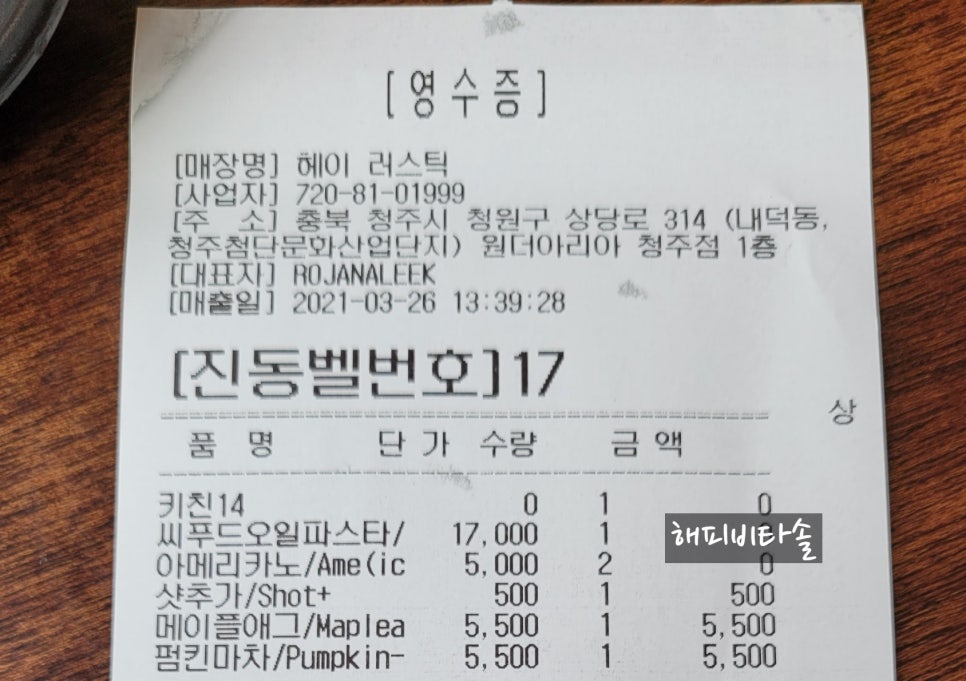 [영수증]
[매장명] 헤이 러스틱
[사업자] 720-81-01999
[주 소] 충북 청주시 청원구 상당로 314 (내덕동,
청주첨단문화산업단지) 원더아리아 청주점 1층
[대표자] ROJANALEEK
[매출일] 2021-03-26 13:39:28
[진동벨번호]17
상
품 명 단가 수량 금액
키친14 0 1 0
씨푸드오일파스타/ 17,000 1
해피비타솔
아메리카노/Ame(ic 5,000 2 0
샷추가/Shot+ 500 1 500
메이플애그/Maplea 5,500 1 5,500
펌킨마차/Pumpkin- 5,500 1 5,500